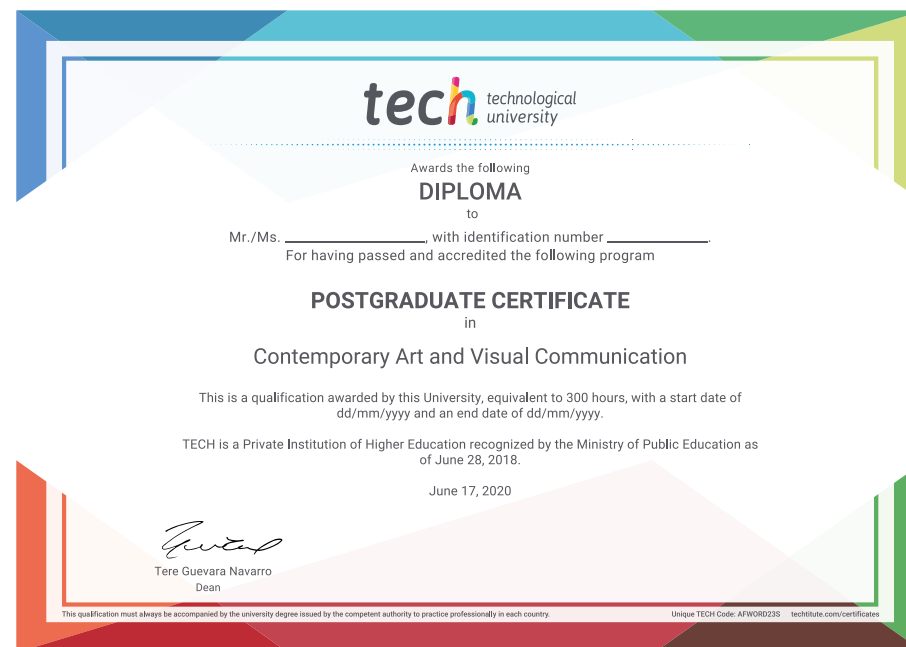 tech technological
university
Awards the following
DIPLOMA
to
Mr./Ms. ____________________, with identification number ______________.
For having passed and accredited the following program
POSTGRADUATE CERTIFICATE
in
Contemporary Art and Visual Communication
This is a qualification awarded by this University, equivalent to 300 hours, with a start date of
dd/mm/yyyy and an end date of dd/mm/yyyy.
TECH is a Private Institution of Higher Education recognized by the Ministry of Public Education as
of June 28, 2018.
June 17, 2020
Tere Guevara Navarro
Dean
This qualification must always be accompanied by the university degree issued by the competent authority to practice professionally in each country. Unique TECH Code: AFWORD23S techtitute.com/certificates